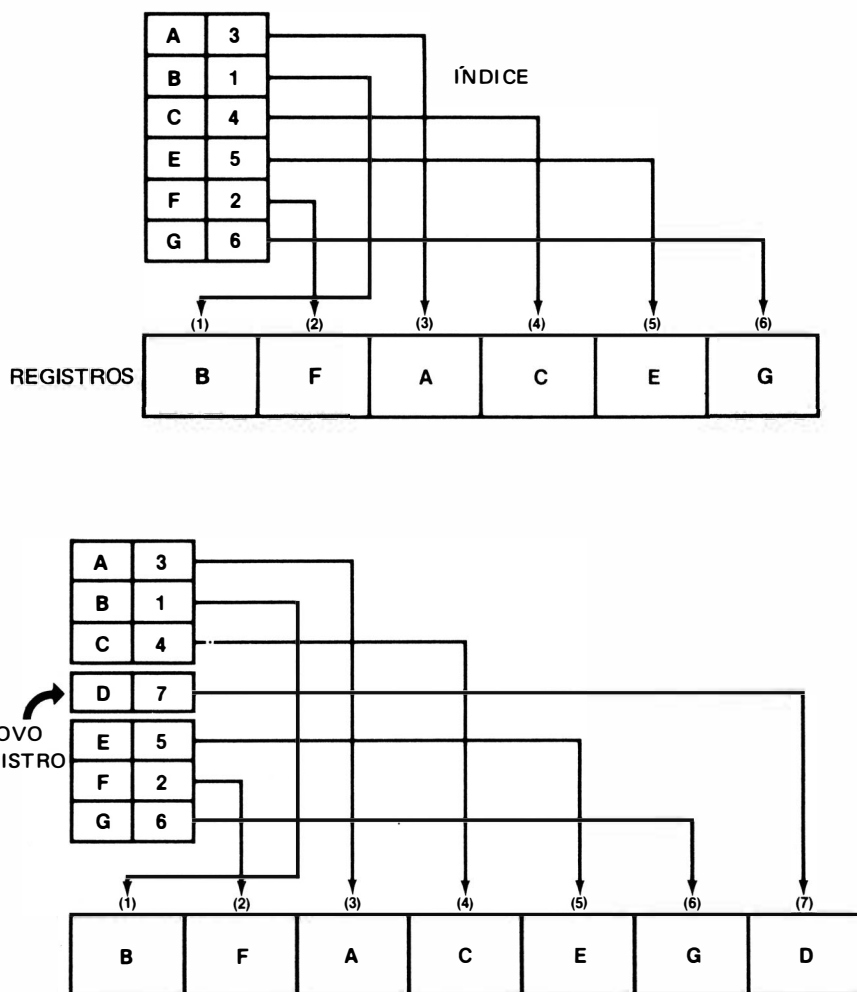 A 3
B 1
ÍNDICE
C 4
E 5
F 2
G 6
(1) (2) (3) (4) (5) (6)
REGISTROS B F A C E G
A 3
B 1
C 4
D 7
OVO
E 5
ISTRO
F 2
G 6
(1) (2) (3) (4) (5) (6) (7)
B F A C E G D